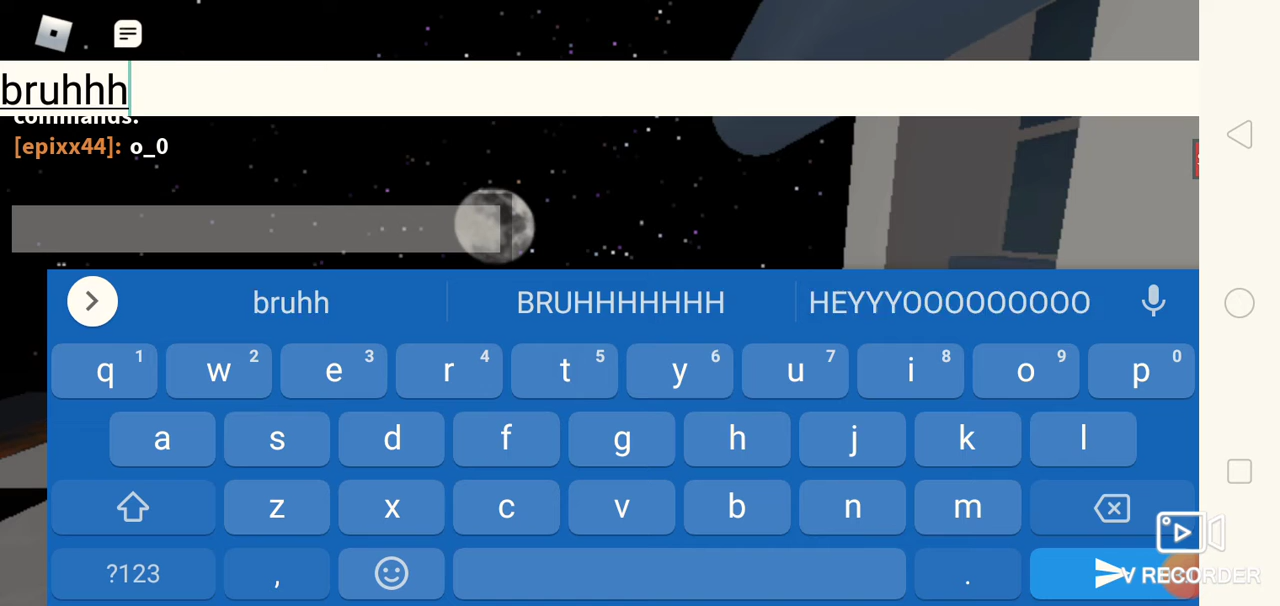 bruhhh
commands.
[epixx44]: o_0
bruhh BRUHHHHHHH HEYYYOOOOOOOOO
q 1 w 2 e 3 r 4 t 5 y 6 u 7 i 8 o 9 p 0
a s d f g h j k l
z x c v b n m
?123 , .
RECORDER